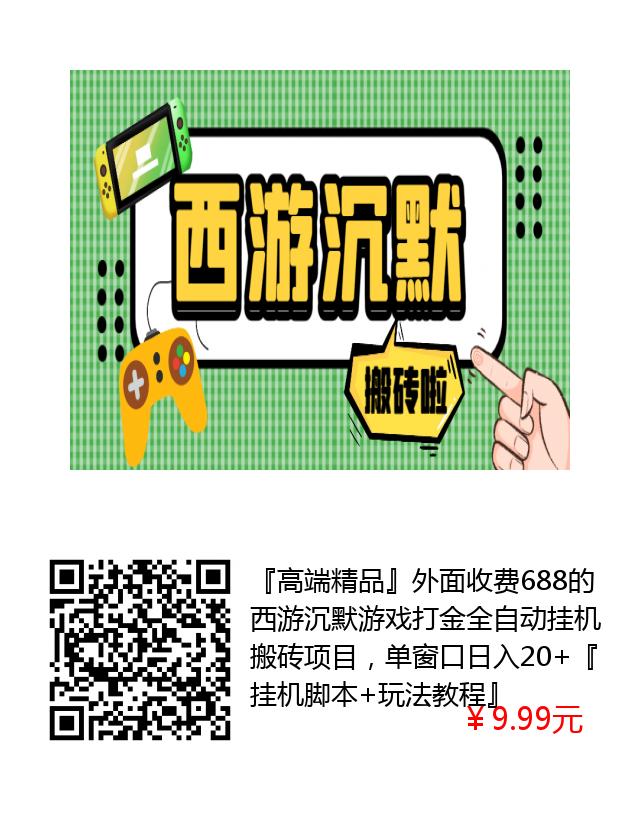 西游沉默
搬砖啦
『高端精品』外面收费688的
西游沉默游戏打金全自动挂机
搬砖项目，单窗口日入20+『
挂机脚本+玩法教程』
￥9.99元